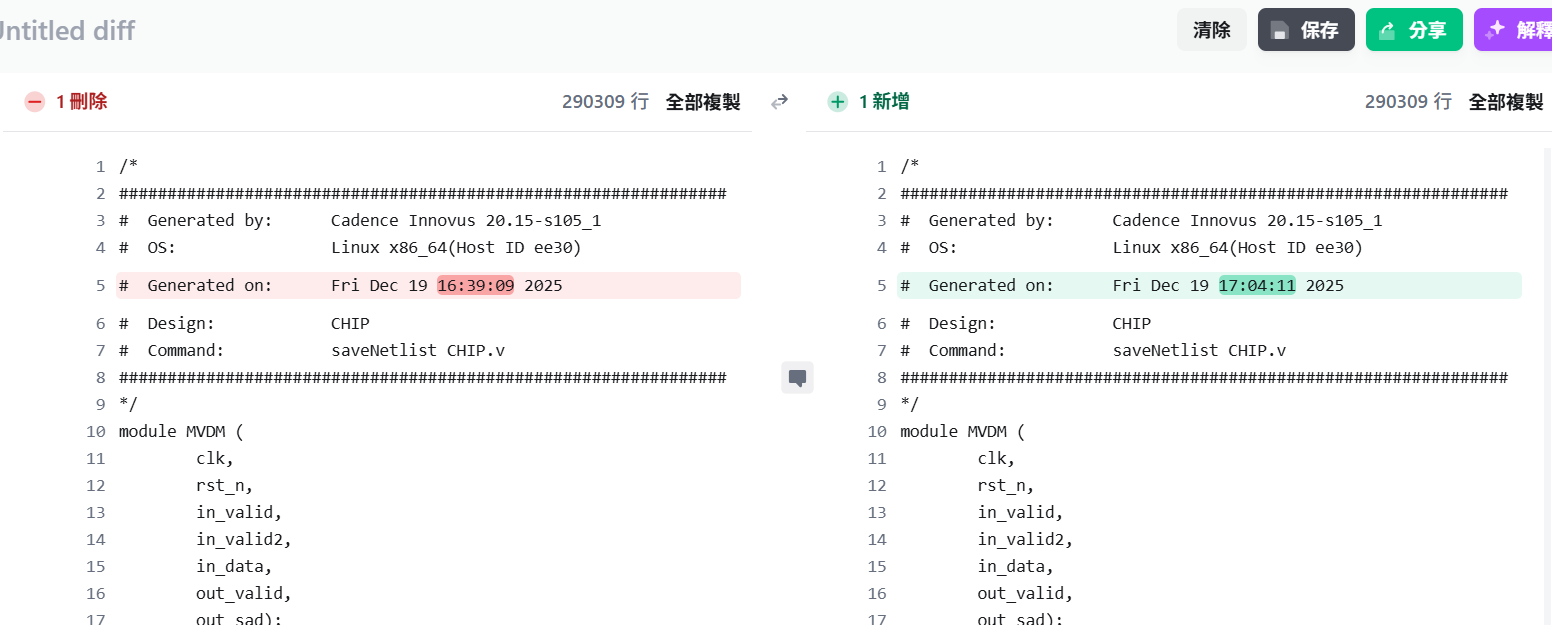 Untitled diff
清除
保存
分享
解釋
1 刪除
290309 行
全部複製
1 /*
2 ###############################################################
3 #  Generated by:      Cadence Innovus 20.15-s105_1
4 #  OS:                Linux x86_64(Host ID ee30)
5 #  Generated on:      Fri Dec 19 16:39:09 2025
6 #  Design:            CHIP
7 #  Command:           saveNetlist CHIP.v
8 ###############################################################
9 */
10 module MVDM (
11         clk,
12         rst_n,
13         in_valid,
14         in_valid2,
15         in_data,
16         out_valid,
17         out_sad);
1 新增
290309 行
全部複製
1 /*
2 ###############################################################
3 #  Generated by:      Cadence Innovus 20.15-s105_1
4 #  OS:                Linux x86_64(Host ID ee30)
5 #  Generated on:      Fri Dec 19 17:04:11 2025
6 #  Design:            CHIP
7 #  Command:           saveNetlist CHIP.v
8 ###############################################################
9 */
10 module MVDM (
11         clk,
12         rst_n,
13         in_valid,
14         in_valid2,
15         in_data,
16         out_valid,
17         out_sad);